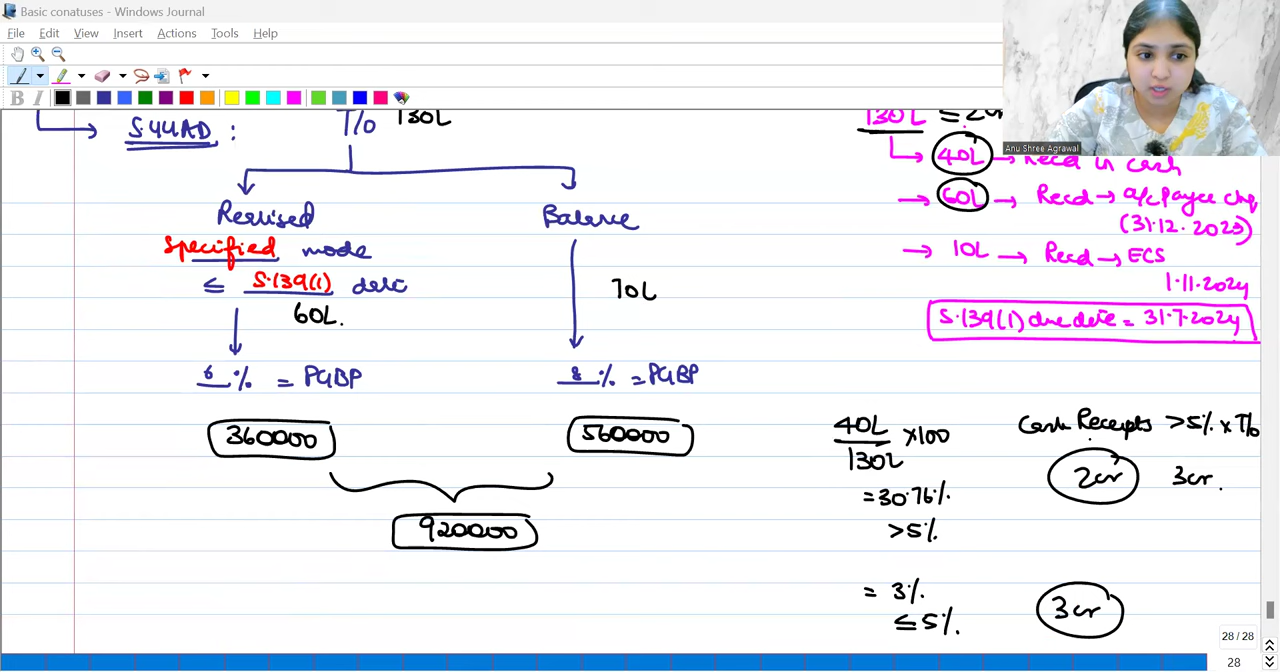 Basic conatuses - Windows Journal
File Edit View Insert Actions Tools Help
B I
S44AD : T/o 130L
Realised
Specified mode
≤ S.139(1) date
60L.
6 % = PGBP
360000
Balance
70L
8 % = PGBP
560000
920000
130L ≤ 2cr
→ 40L → Recd in cash
→ 60L → Recd → a/c Payee chq
(31.12.2023)
→ 10L → Recd → ECS
1.11.2024
S.139(1) due date = 31.7.2024
40L
130L
×100
= 30.76%
>5%
= 3%.
≤ 5%.
Cash Receipts >5% × T/o
2cr 3cr.
3cr
Anu Shree Agrawal
28 / 28
28